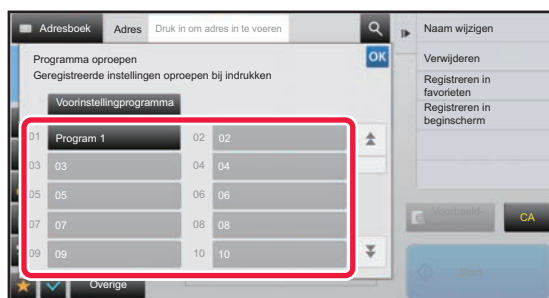 Adresboek Adres Druk in om adres in te voeren
Naam wijzigen
Programma oproepen OK
Verwijderen
Geregistreerde instellingen oproepen bij indrukken
Registreren in
favorieten
Voorinstellingprogramma
Registreren in
beginscherm
01 Program 1 02 02
03 03 04 04
05 05 06 06
07 07 08 08
Voorbeeld- CA
09 09 10 10
Start
Overige